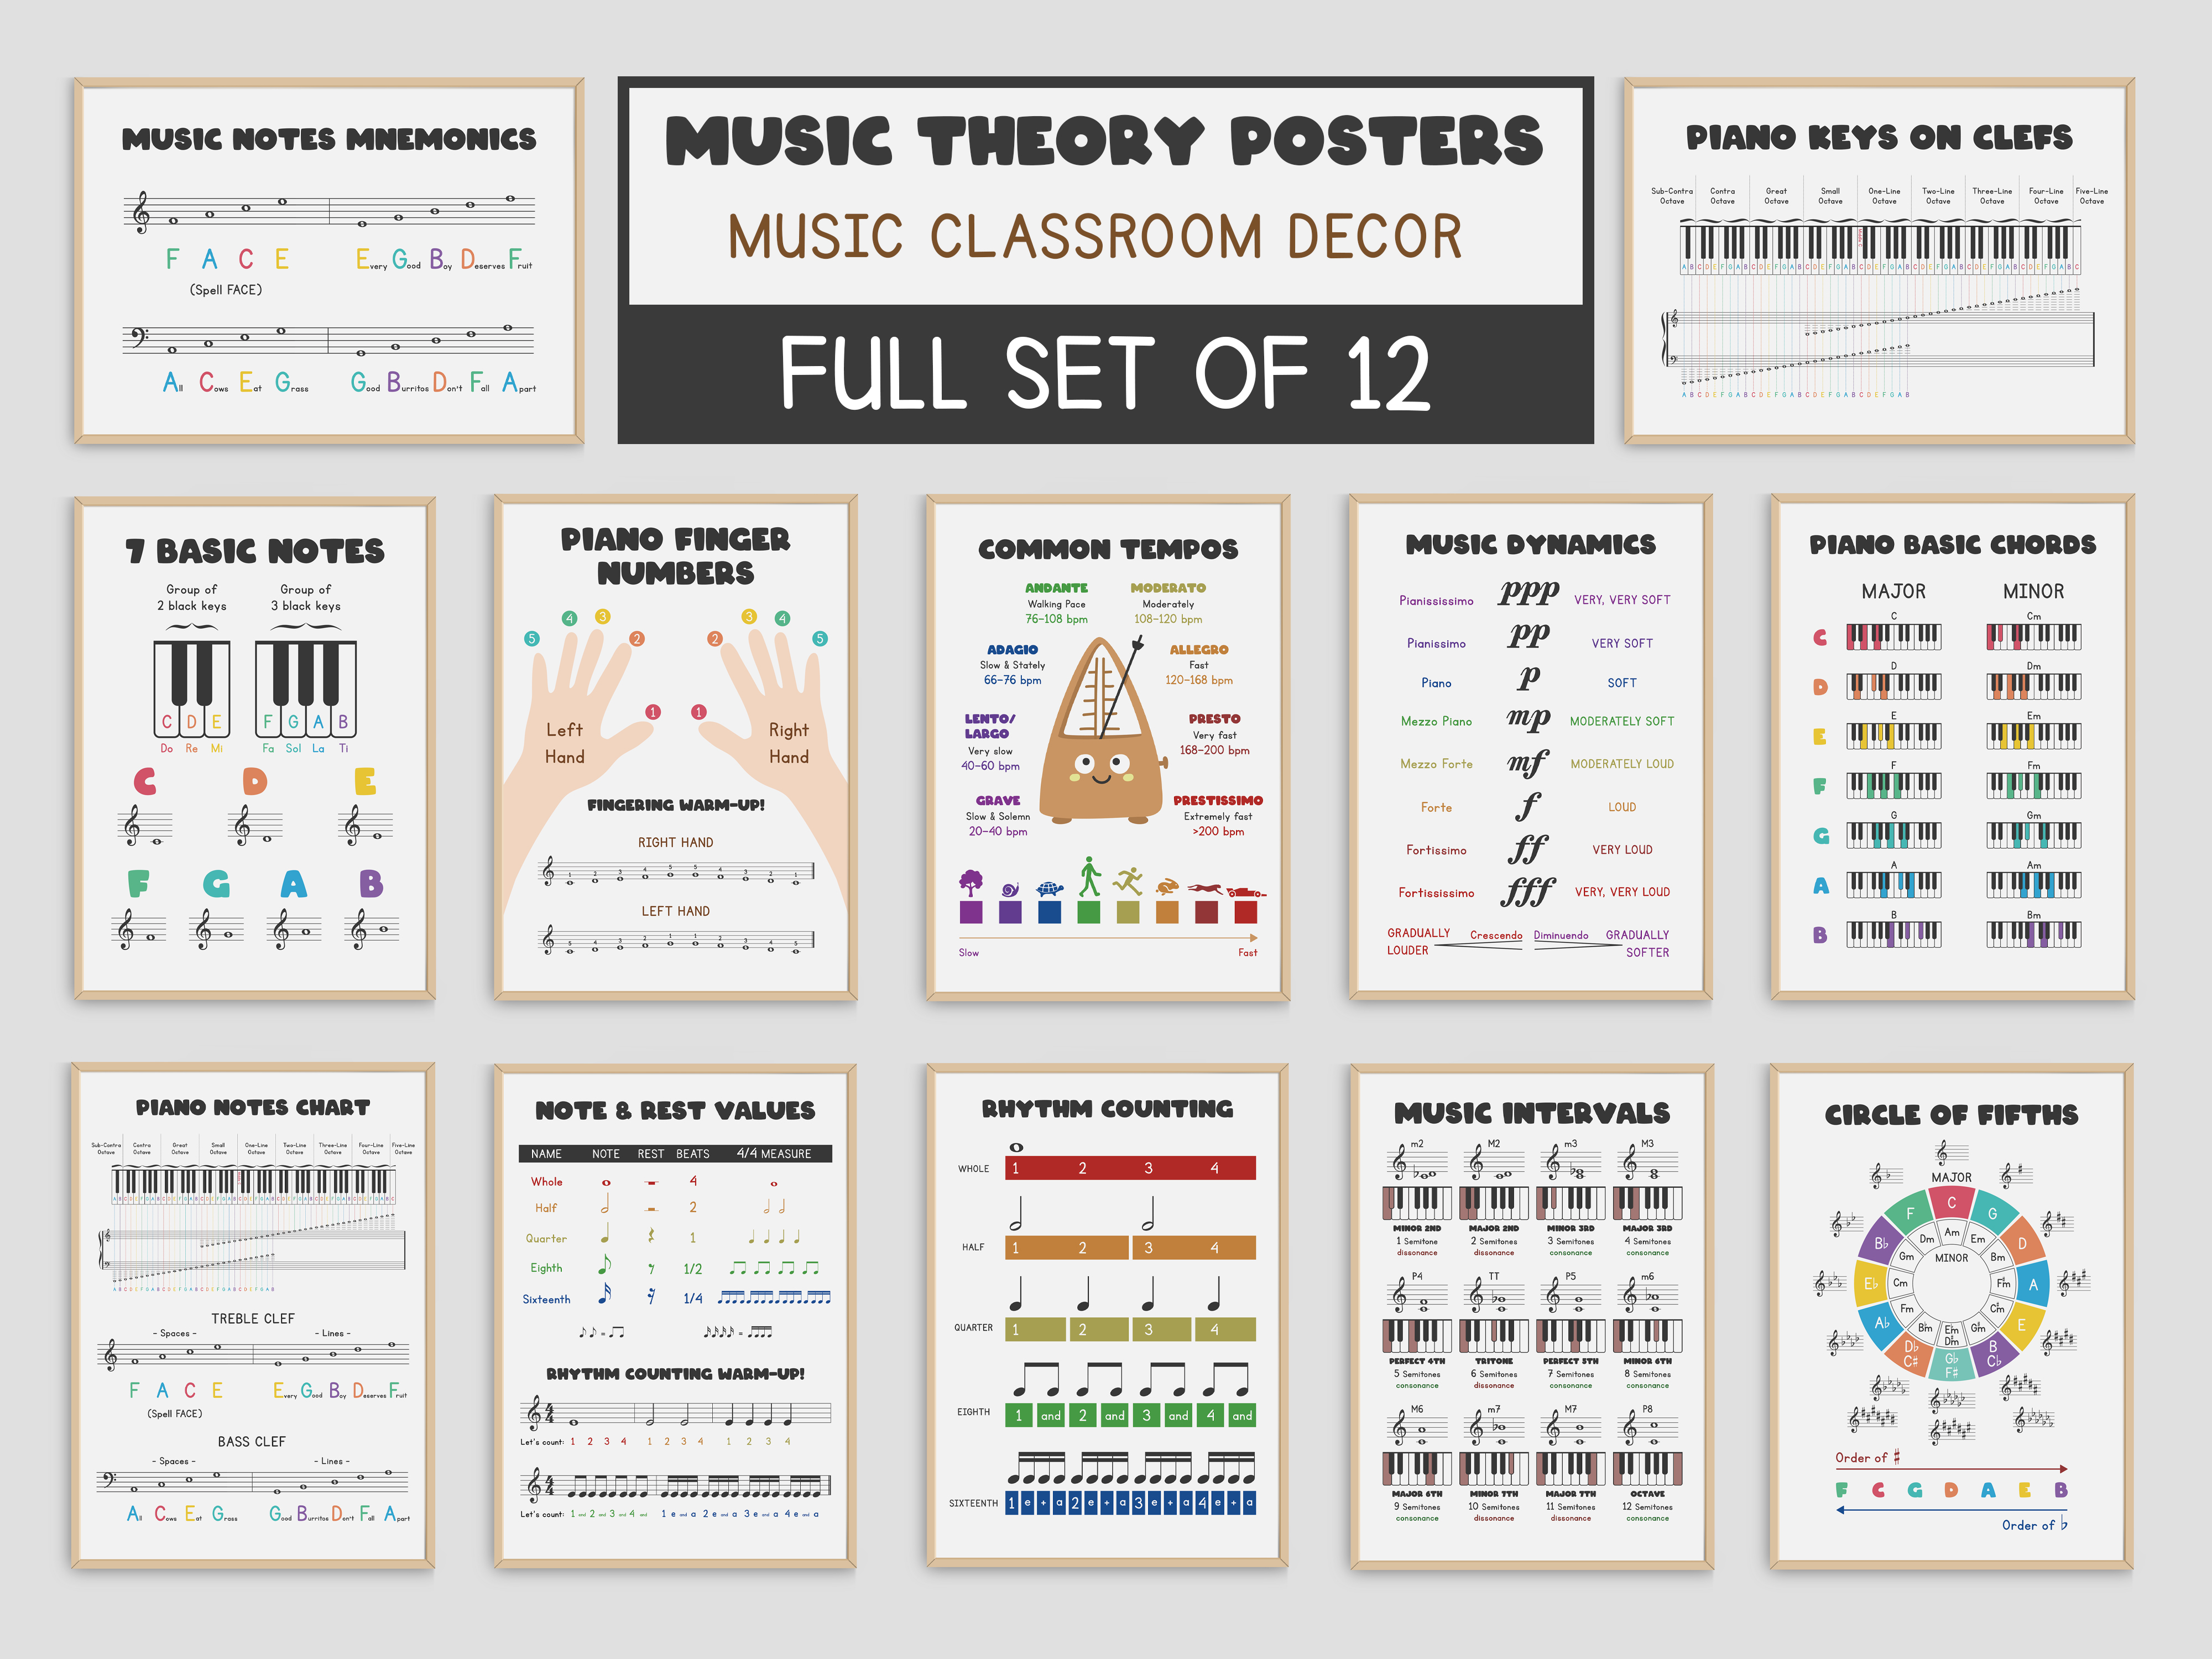 MUSIC NOTES MNEMONICS
F A C E
Every Good Boy Deserves Fruit
(Spell FACE)
All Cows Eat Grass
Good Burritos Don't Fall Apart
MUSIC THEORY POSTERS
MUSIC CLASSROOM DECOR
FULL SET OF 12
PIANO KEYS ON CLEFS
Sub-Contra Octave
Contra Octave
Great Octave
Small Octave
One-Line Octave
Two-Line Octave
Three-Line Octave
Four-Line Octave
Five-Line Octave
A B C D E F G A B C D E F G A B C D E F G A B C D E F G A B C D E F G A B C D E F G A B C D E F G A B C
A B C D E F G A B C D E F G A B C D E F G A B C D E F G A B
7 BASIC NOTES
Group of 2 black keys
Group of 3 black keys
C D E F G A B
Do Re Mi Fa Sol La Ti
C D E
F G A B
PIANO FINGER
NUMBERS
5 4 3 2 1
1 2 3 4 5
Left Hand
Right Hand
FINGERING WARM-UP!
RIGHT HAND
1 2 3 4 5 5 4 3 2 1
LEFT HAND
5 4 3 2 1 1 2 3 4 5
COMMON TEMPOS
ANDANTE
Walking Pace
76-108 bpm
MODERATO
Moderately
108-120 bpm
ADAGIO
Slow & Stately
66-76 bpm
ALLEGRO
Fast
120-168 bpm
LENTO/
LARGO
Very slow
40-60 bpm
PRESTO
Very fast
168-200 bpm
GRAVE
Slow & Solemn
20-40 bpm
PRESTISSIMO
Extremely fast
>200 bpm
Slow
Fast
MUSIC DYNAMICS
Pianississimo ppp VERY, VERY SOFT
Pianissimo pp VERY SOFT
Piano p SOFT
Mezzo Piano mp MODERATELY SOFT
Mezzo Forte mf MODERATELY LOUD
Forte f LOUD
Fortissimo ff VERY LOUD
Fortississimo fff VERY, VERY LOUD
GRADUALLY LOUDER
Crescendo
Diminuendo
GRADUALLY SOFTER
PIANO BASIC CHORDS
MAJOR MINOR
C C Cm
D D Dm
E E Em
F F Fm
G G Gm
A A Am
B B Bm
PIANO NOTES CHART
Sub-Contra Octave
Contra Octave
Great Octave
Small Octave
One-Line Octave
Two-Line Octave
Three-Line Octave
Four-Line Octave
Five-Line Octave
TREBLE CLEF
- Spaces -
- Lines -
F A C E
Every Good Boy Deserves Fruit
(Spell FACE)
BASS CLEF
- Spaces -
- Lines -
All Cows Eat Grass
Good Burritos Don't Fall Apart
NOTE & REST VALUES
NAME NOTE REST BEATS 4/4 MEASURE
Whole 4
Half 2
Quarter 1
Eighth 1/2
Sixteenth 1/4
RHYTHM COUNTING WARM-UP!
Let's count: 1 2 3 4 1 2 3 4 1 2 3 4
Let's count: 1 and 2 and 3 and 4 and 1 e and a 2 e and a 3 e and a 4 e and a
RHYTHM COUNTING
WHOLE 1 2 3 4
HALF 1 2 3 4
QUARTER 1 2 3 4
EIGHTH 1 and 2 and 3 and 4 and
SIXTEENTH 1 e + a 2 e + a 3 e + a 4 e + a
MUSIC INTERVALS
m2 M2 m3 M3
MINOR 2ND MAJOR 2ND MINOR 3RD MAJOR 3RD
1 Semitone 2 Semitones 3 Semitones 4 Semitones
dissonance dissonance consonance consonance
P4 TT P5 m6
PERFECT 4TH TRITONE PERFECT 5TH MINOR 6TH
5 Semitones 6 Semitones 7 Semitones 8 Semitones
consonance dissonance consonance consonance
M6 m7 M7 P8
MAJOR 6TH MINOR 7TH MAJOR 7TH OCTAVE
9 Semitones 10 Semitones 11 Semitones 12 Semitones
consonance dissonance dissonance consonance
CIRCLE OF FIFTHS
MAJOR
C G D A E B C♭ G♭ F♯ D♭ C♯ A♭ E♭ B♭ F
MINOR
Am Em Bm F♯m C♯m G♯m E♭m D♯m B♭m Fm Cm Gm Dm
Order of ♯
F C G D A E B
Order of ♭